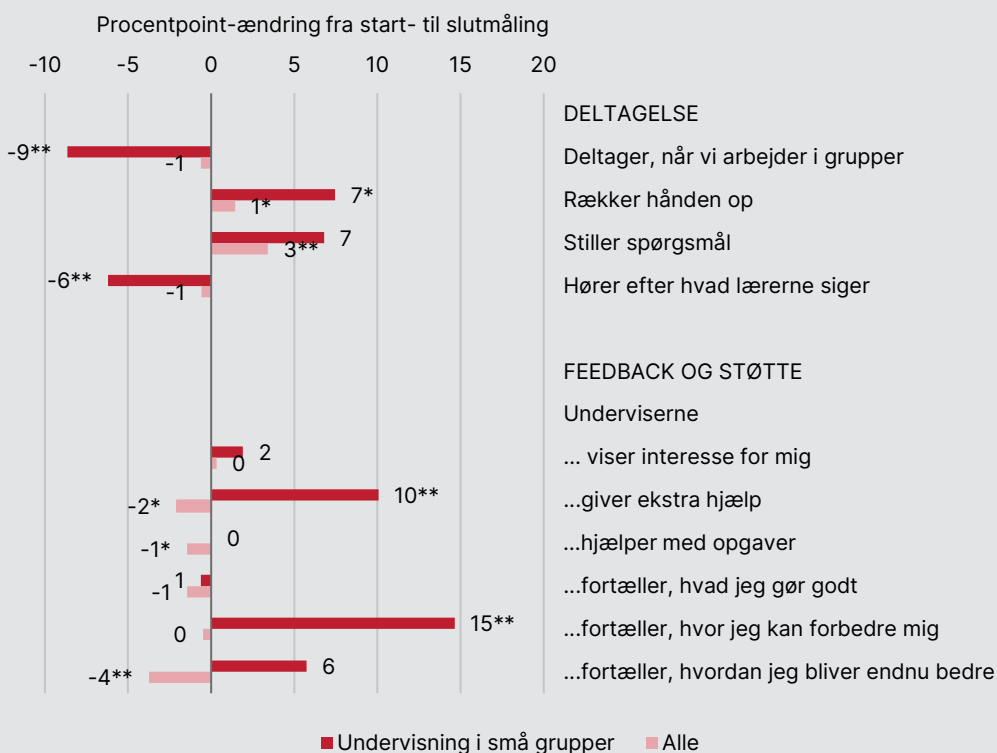 Procentpoint-ændring fra start- til slutmåling
-10 -5 0 5 10 15 20
DELTAGELSE
-9** -1 Deltager, når vi arbejder i grupper
7* 1* Rækker hånden op
7 3** Stiller spørgsmål
-6** -1 Hører efter hvad lærerne siger
FEEDBACK OG STØTTE
Underviserne
2 0 ... viser interesse for mig
10** -2* ...giver ekstra hjælp
0 -1* ...hjælper med opgaver
1 -1 ...fortæller, hvad jeg gør godt
15** 0 ...fortæller, hvor jeg kan forbedre mig
6 -4** ...fortæller, hvordan jeg bliver endnu bedre
Undervisning i små grupper Alle